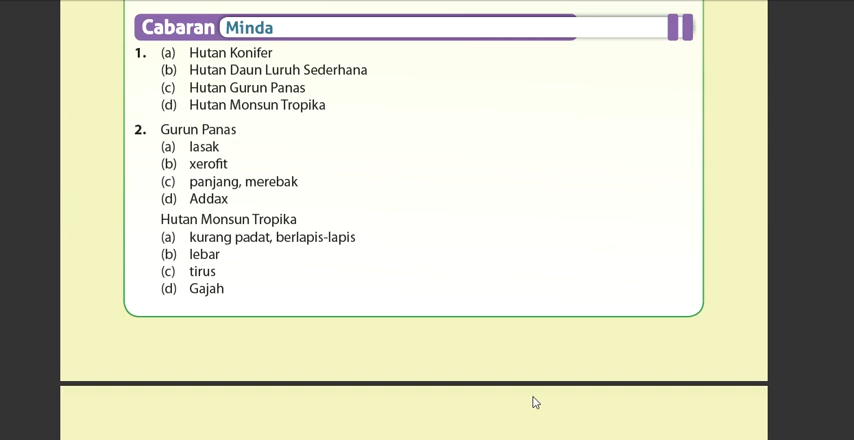 Cabaran Minda
1. (a) Hutan Konifer
(b) Hutan Daun Luruh Sederhana
(c) Hutan Gurun Panas
(d) Hutan Monsun Tropika
2. Gurun Panas
(a) lasak
(b) xerofit
(c) panjang, merebak
(d) Addax
Hutan Monsun Tropika
(a) kurang padat, berlapis-lapis
(b) lebar
(c) tirus
(d) Gajah